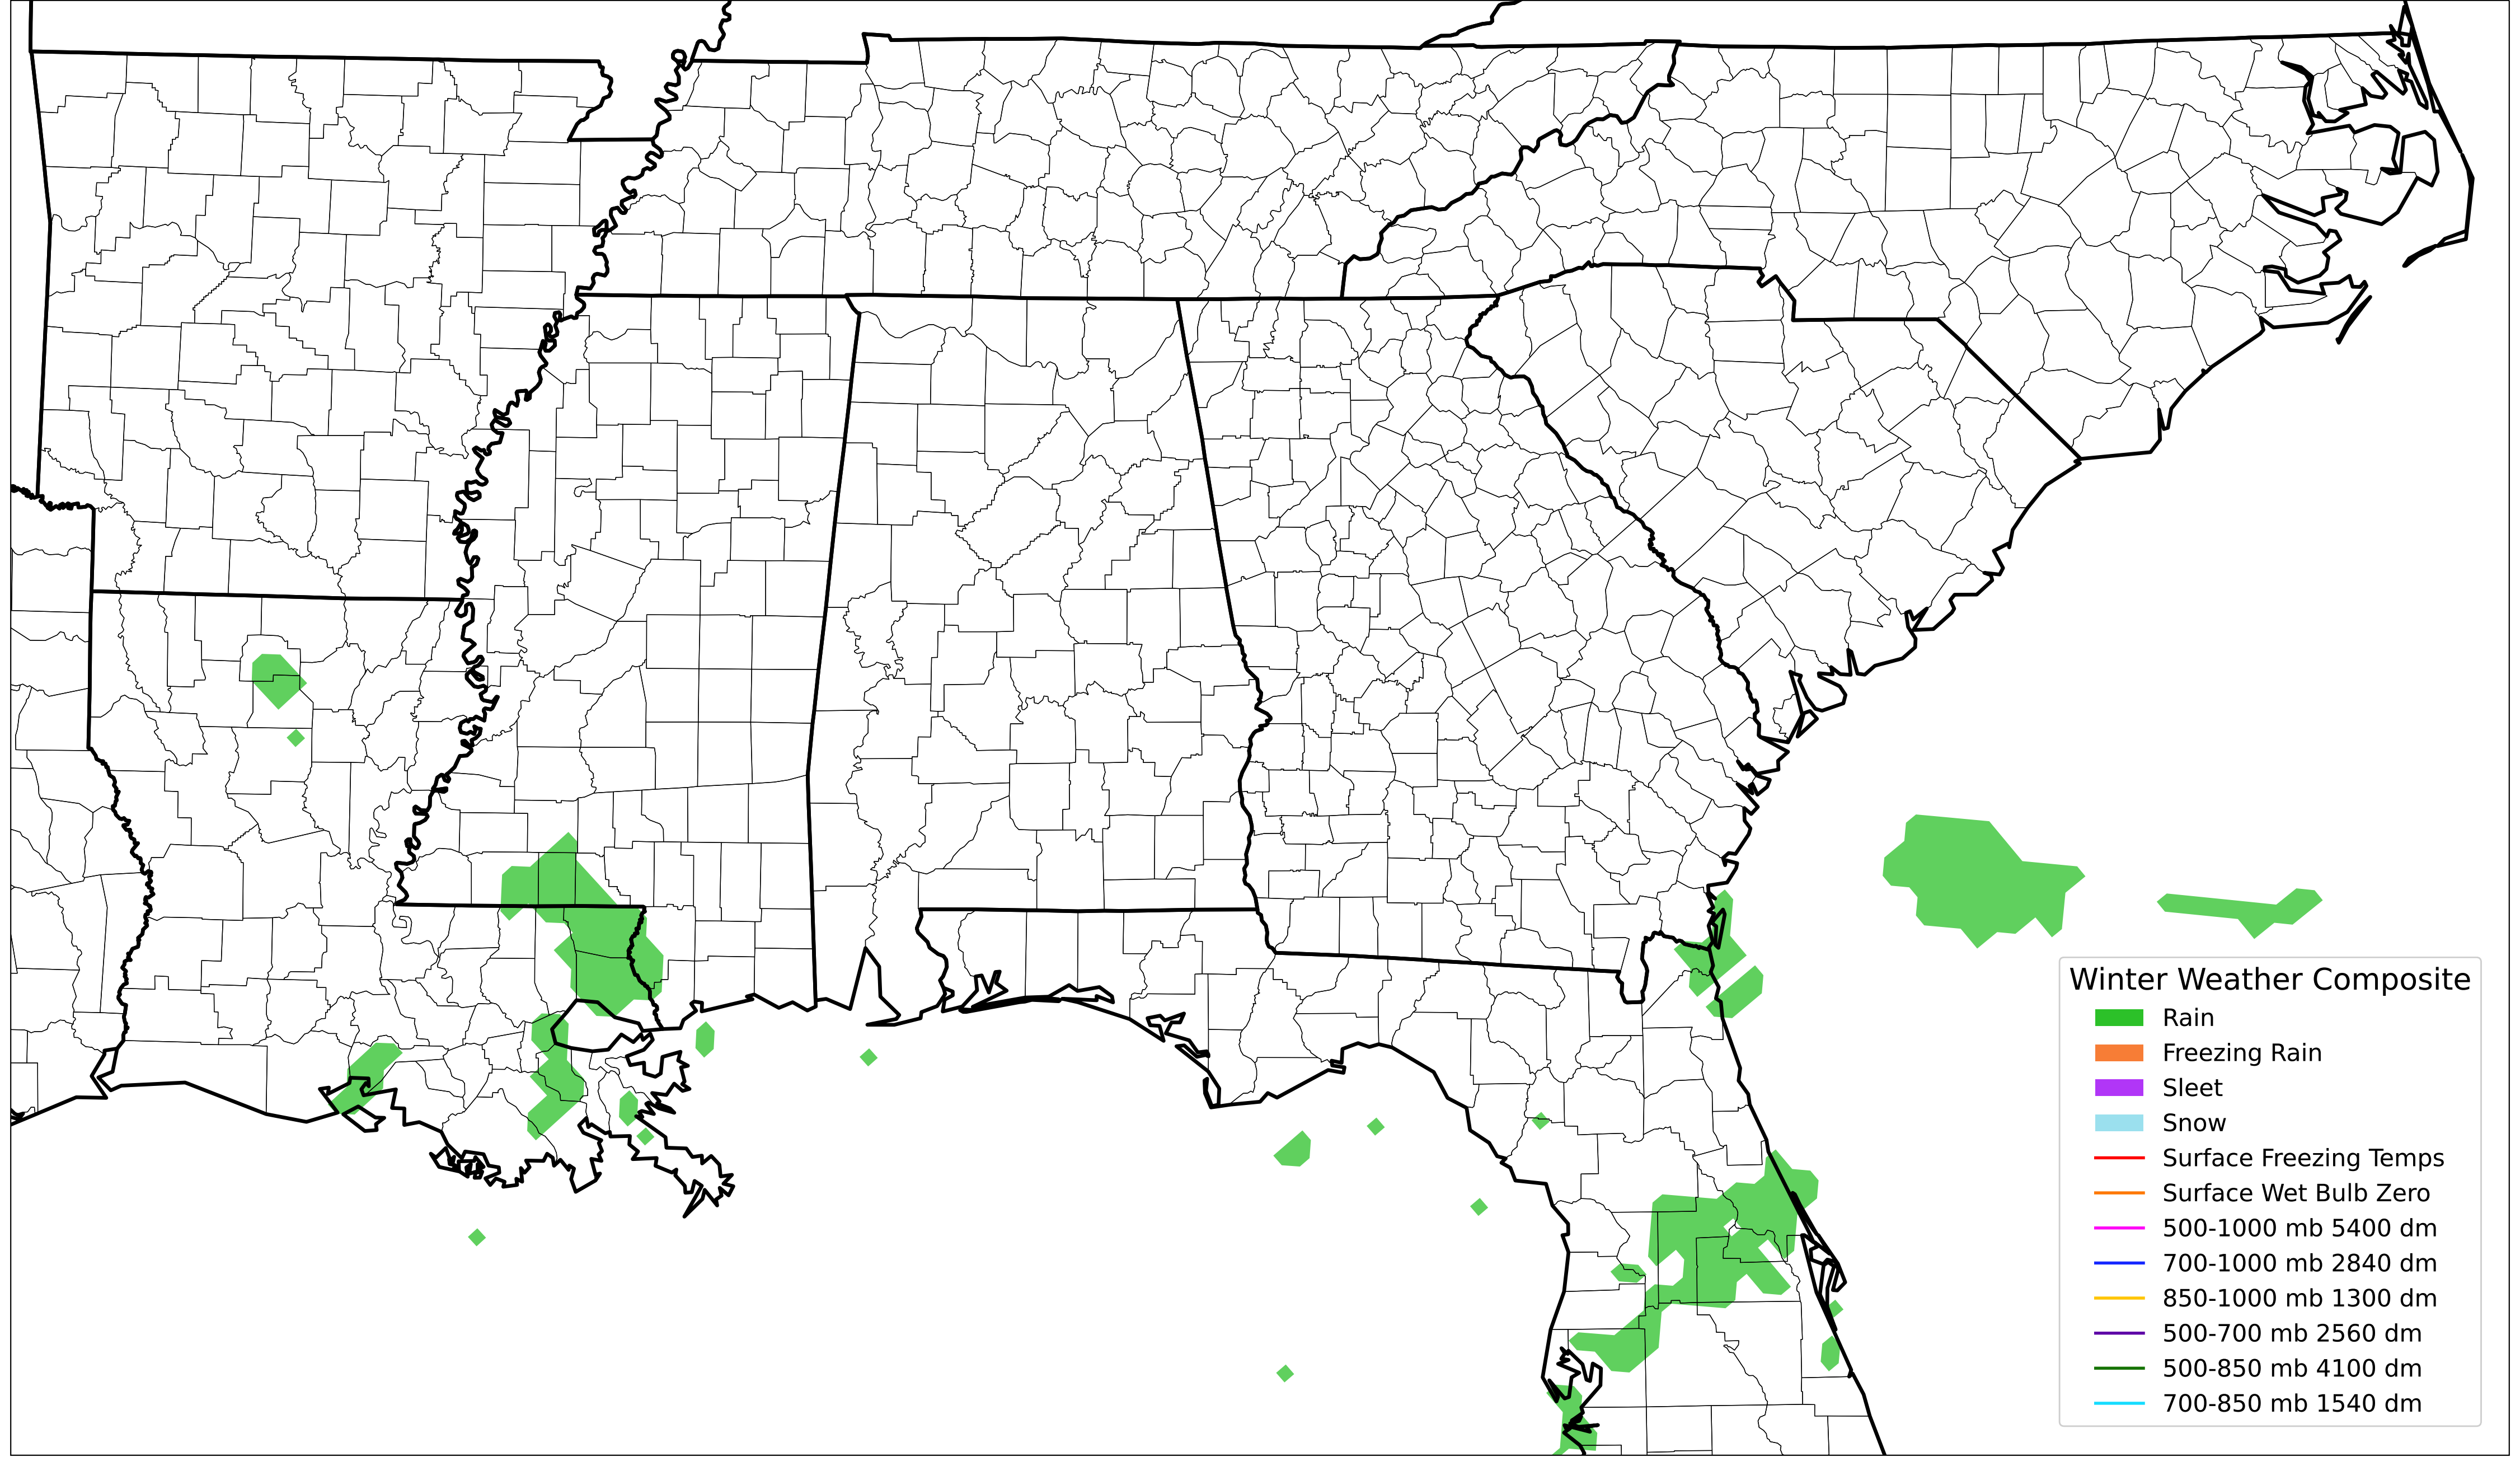 Winter Weather Composite
Rain
Freezing Rain
Sleet
Snow
Surface Freezing Temps
Surface Wet Bulb Zero
500-1000 mb 5400 dm
700-1000 mb 2840 dm
850-1000 mb 1300 dm
500-700 mb 2560 dm
500-850 mb 4100 dm
700-850 mb 1540 dm